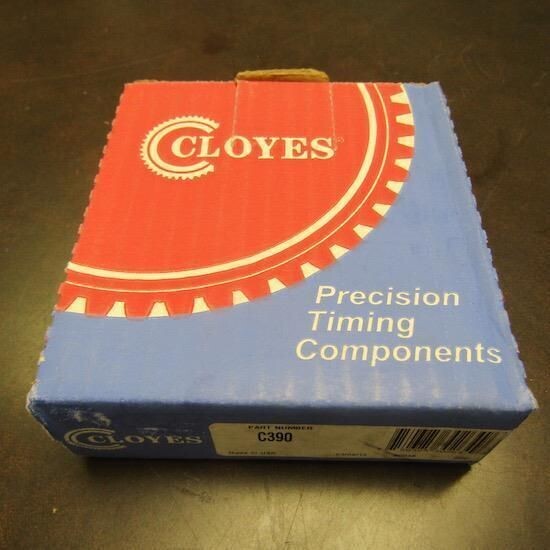 CLOYES
Precision
Timing
Components
CLOYES
PART NUMBER
C390
Made in USA